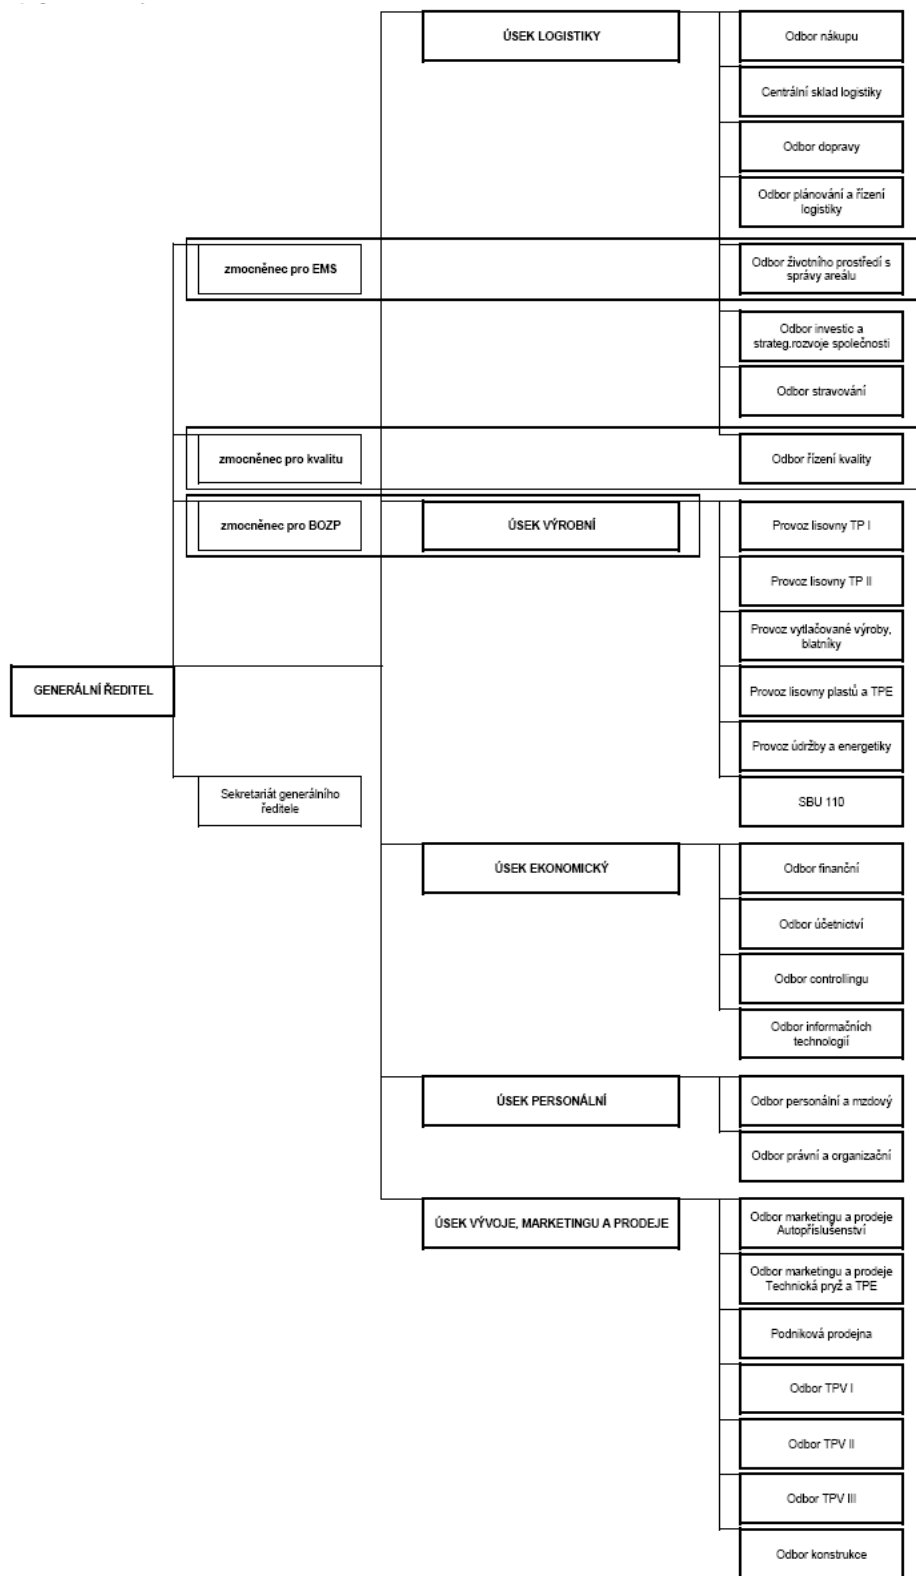 ÚSEK LOGISTIKY
Odbor nákupu
Centrální sklad logistiky
Odbor dopravy
Odbor plánování a řízení
logistiky
zmocněnec pro EMS
Odbor životního prostředí s
správy areálu
Odbor investic a
strateg.rozvoje společnosti
Odbor stravování
zmocněnec pro kvalitu
Odbor řízení kvality
zmocněnec pro BOZP
ÚSEK VÝROBNÍ
Provoz lisovny TP I
Provoz lisovny TP II
Provoz vytlačované výroby,
blatníky
GENERÁLNÍ ŘEDITEL
Provoz lisovny plastů a TPE
Provoz údržby a energetiky
Sekretariát generálního
ředitele
SBU 110
ÚSEK EKONOMICKÝ
Odbor finanční
Odbor účetnictví
Odbor controllingu
Odbor informačních
technologií
ÚSEK PERSONÁLNÍ
Odbor personální a mzdový
Odbor právní a organizační
ÚSEK VÝVOJE, MARKETINGU A PRODEJE
Odbor marketingu a prodeje
Autopříslušenství
Odbor marketingu a prodeje
Technická pryž a TPE
Podniková prodejna
Odbor TPV I
Odbor TPV II
Odbor TPV III
Odbor konstrukce